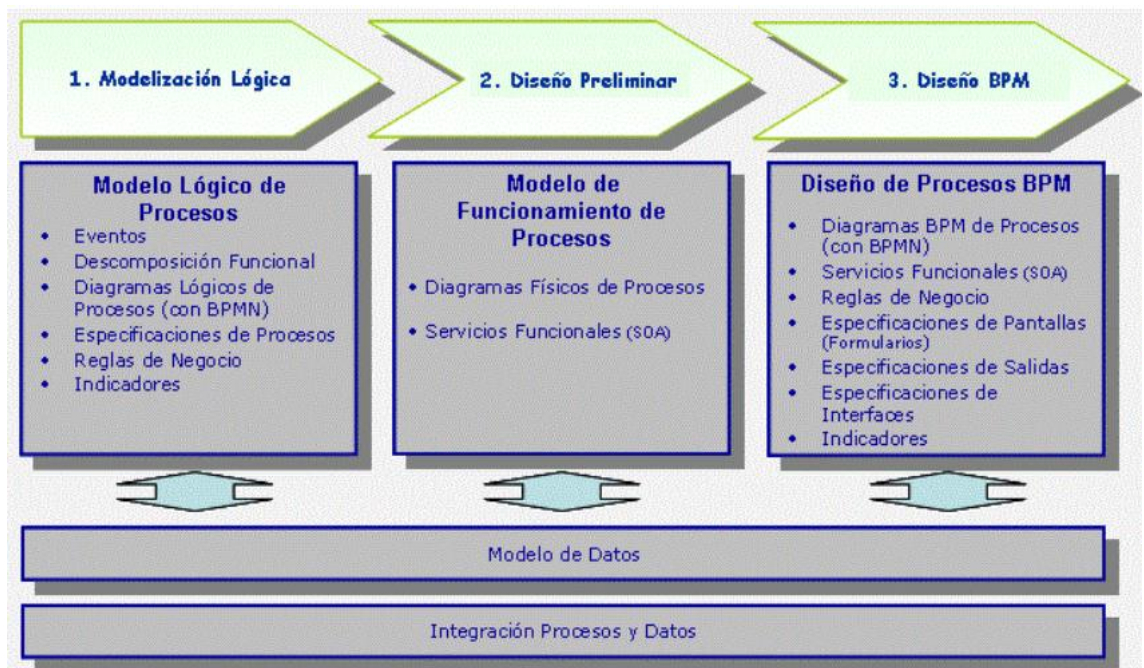 1. Modelización Lógica
2. Diseño Preliminar
3. Diseño BPM
Modelo Lógico de
Procesos
• Eventos
• Descomposición Funcional
• Diagramas Lógicos de
Procesos (con BPMN)
• Especificaciones de Procesos
• Reglas de Negocio
• Indicadores
Modelo de
Funcionamiento de
Procesos
• Diagramas Físicos de Procesos
• Servicios Funcionales (SOA)
Diseño de Procesos BPM
• Diagramas BPM de Procesos
(con BPMN)
• Servicios Funcionales (SOA)
• Reglas de Negocio
• Especificaciones de Pantallas
(Formularios)
• Especificaciones de Salidas
• Especificaciones de
Interfaces
• Indicadores
Modelo de Datos
Integración Procesos y Datos